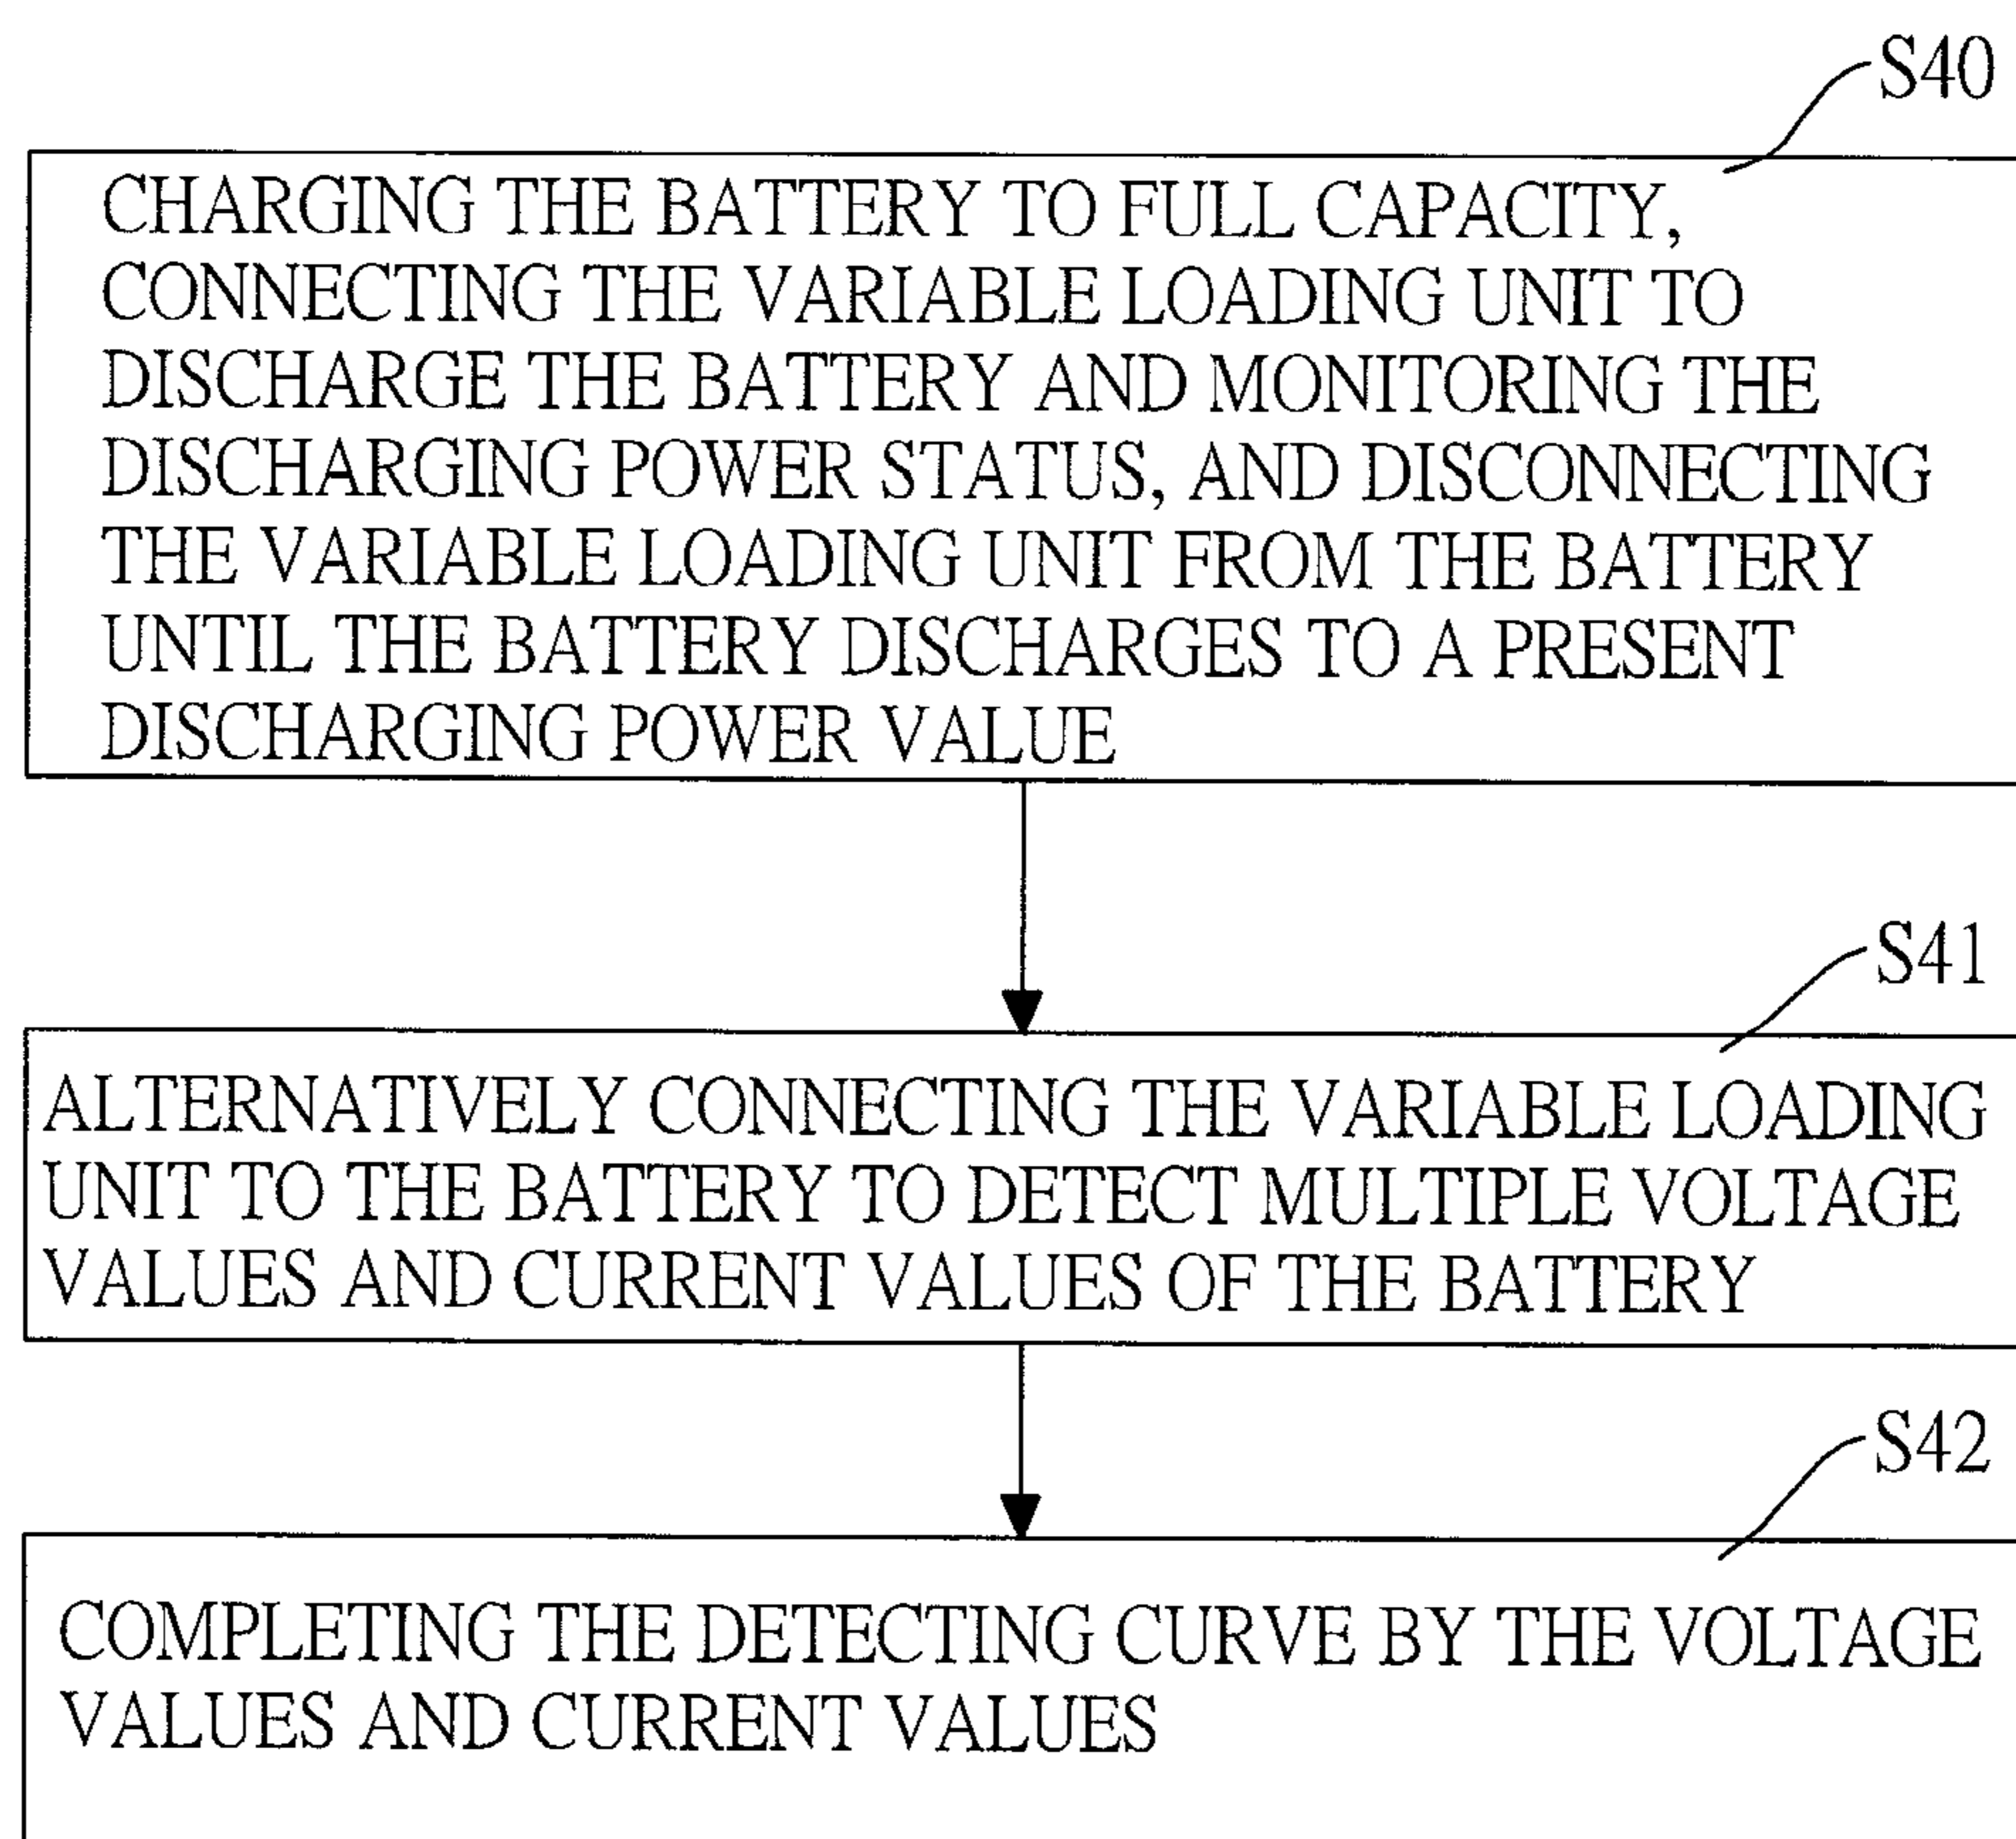 S40
CHARGING THE BATTERY TO FULL CAPACITY,
CONNECTING THE VARIABLE LOADING UNIT TO
DISCHARGE THE BATTERY AND MONITORING THE
DISCHARGING POWER STATUS, AND DISCONNECTING
THE VARIABLE LOADING UNIT FROM THE BATTERY
UNTIL THE BATTERY DISCHARGES TO A PRESENT
DISCHARGING POWER VALUE
S41
ALTERNATIVELY CONNECTING THE VARIABLE LOADING
UNIT TO THE BATTERY TO DETECT MULTIPLE VOLTAGE
VALUES AND CURRENT VALUES OF THE BATTERY
S42
COMPLETING THE DETECTING CURVE BY THE VOLTAGE
VALUES AND CURRENT VALUES